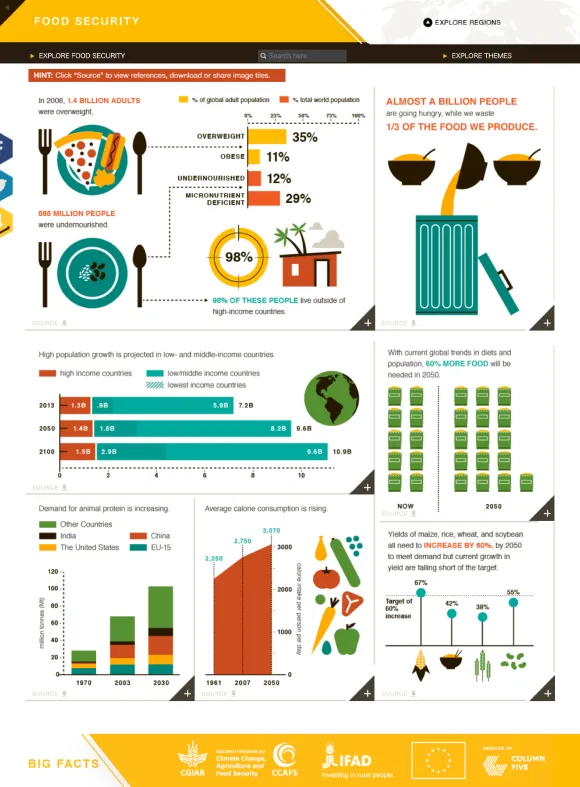 FOOD SECURITY
EXPLORE REGIONS
EXPLORE FOOD SECURITY
Search here
EXPLORE THEMES
HINT: Click "Source" to view references, download or share image tiles.
In 2008, 1.4 BILLION ADULTS
were overweight,
% of global adult population
% total world population
0% 25% 50% 75% 100%
OVERWEIGHT 35%
OBESE 11%
UNDERNOURISHED 12%
MICRONUTRIENT
DEFICIENT 29%
868 MILLION PEOPLE
were undernourished.
98%
98% OF THESE PEOPLE live outside of
high-income countries.
SOURCE
ALMOST A BILLION PEOPLE
are going hungry, while we waste
1/3 OF THE FOOD WE PRODUCE.
SOURCE
High population growth is projected in low- and middle-income countries.
high income countries
low/middle income countries
lowest income countries
2013 1.3B .9B 5.9B 7.2B
2050 1.4B 1.8B 8.2B 9.6B
2100 1.5B 2.9B 9.6B 10.9B
0 2 4 6 8 10
SOURCE
With current global trends in diets and
population, 60% MORE FOOD will be
needed in 2050.
NOW 2050
SOURCE
Demand for animal protein is increasing.
Other Countries
India
China
The United States
EU-15
million tonnes (Mt)
120
100
80
60
40
20
0
1970 2003 2030
SOURCE
Average calorie consumption is rising.
2,250
2,750
3,070
3000
2000
1000
0
calorie intake per person per day
1961 2007 2050
SOURCE
Yields of maize, rice, wheat, and soybean
all need to INCREASE BY 60%, by 2050
to meet demand but current growth in
yield are falling short of the target.
67%
42%
38%
55%
Target of
60%
increase
SOURCE
BIG FACTS
CGIAR
RESEARCH PROGRAM ON
Climate Change,
Agriculture and
Food Security
CCAFS
JLIFAD
Investing in rural people
CREATED BY
COLUMN
FIVE